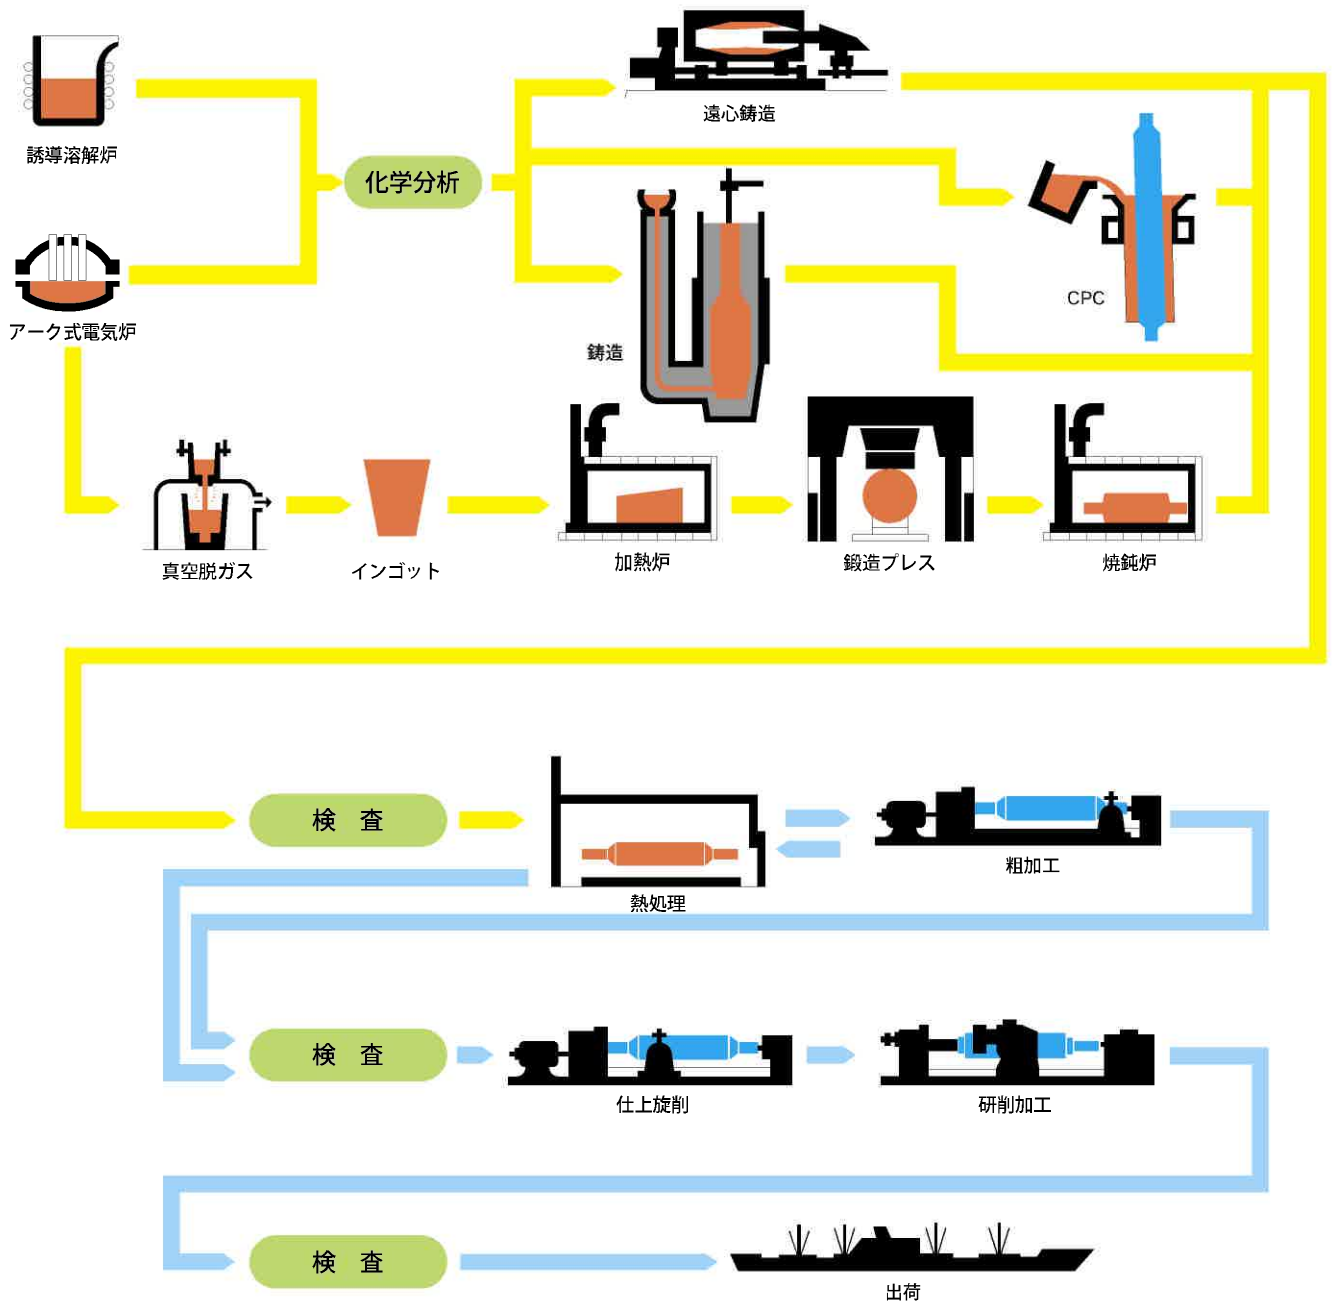 遠心鋳造
誘導溶解炉
化学分析
CPC
アーク式電気炉
鋳造
真空脱ガス
インゴット
加熱炉
鍛造プレス
焼鈍炉
検 査
粗加工
熱処理
検 査
仕上旋削
研削加工
検 査
出荷